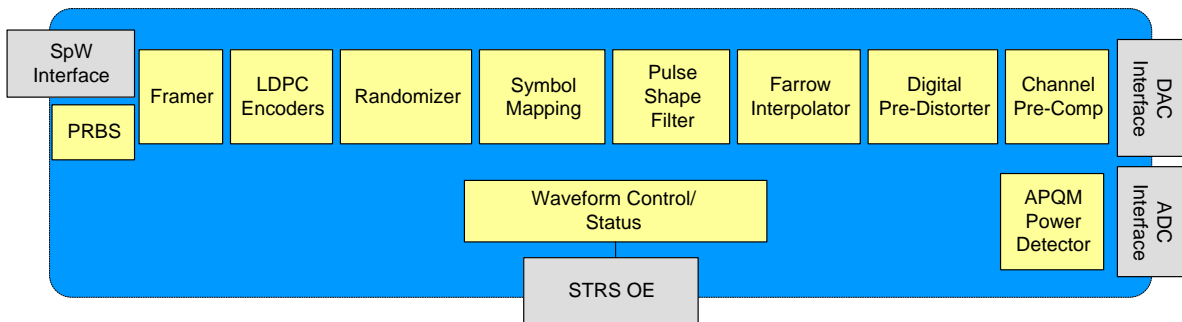 SpW
Interface
PRBS
Framer
LDPC
Encoders
Randomizer
Symbol
Mapping
Pulse
Shape
Filter
Farrow
Interpolator
Digital
Pre-Distorter
Channel
Pre-Comp
DAC
Interface
Waveform Control/
Status
APQM
Power
Detector
ADC
Interface
STRS OE